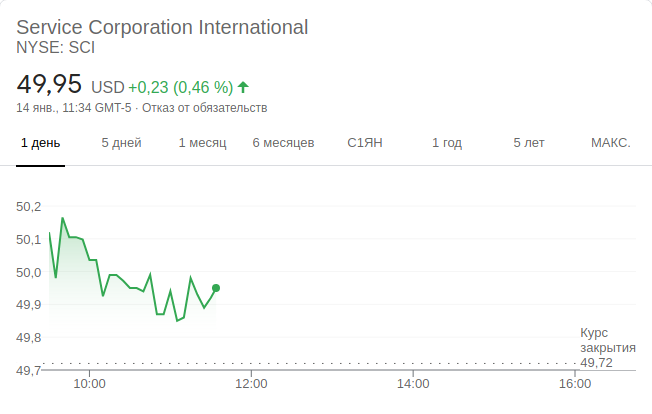 Service Corporation International
NYSE: SCI
49,95 USD +0,23 (0,46 %)
14 янв., 11:34 GMT-5 · Отказ от обязательств
1 день 5 дней 1 месяц 6 месяцев С1ЯН 1 год 5 лет МАКС.
50,2
50,1
50,0
49,9
49,8
Курс
закрытия
49,72
49,7
10:00 12:00 14:00 16:00